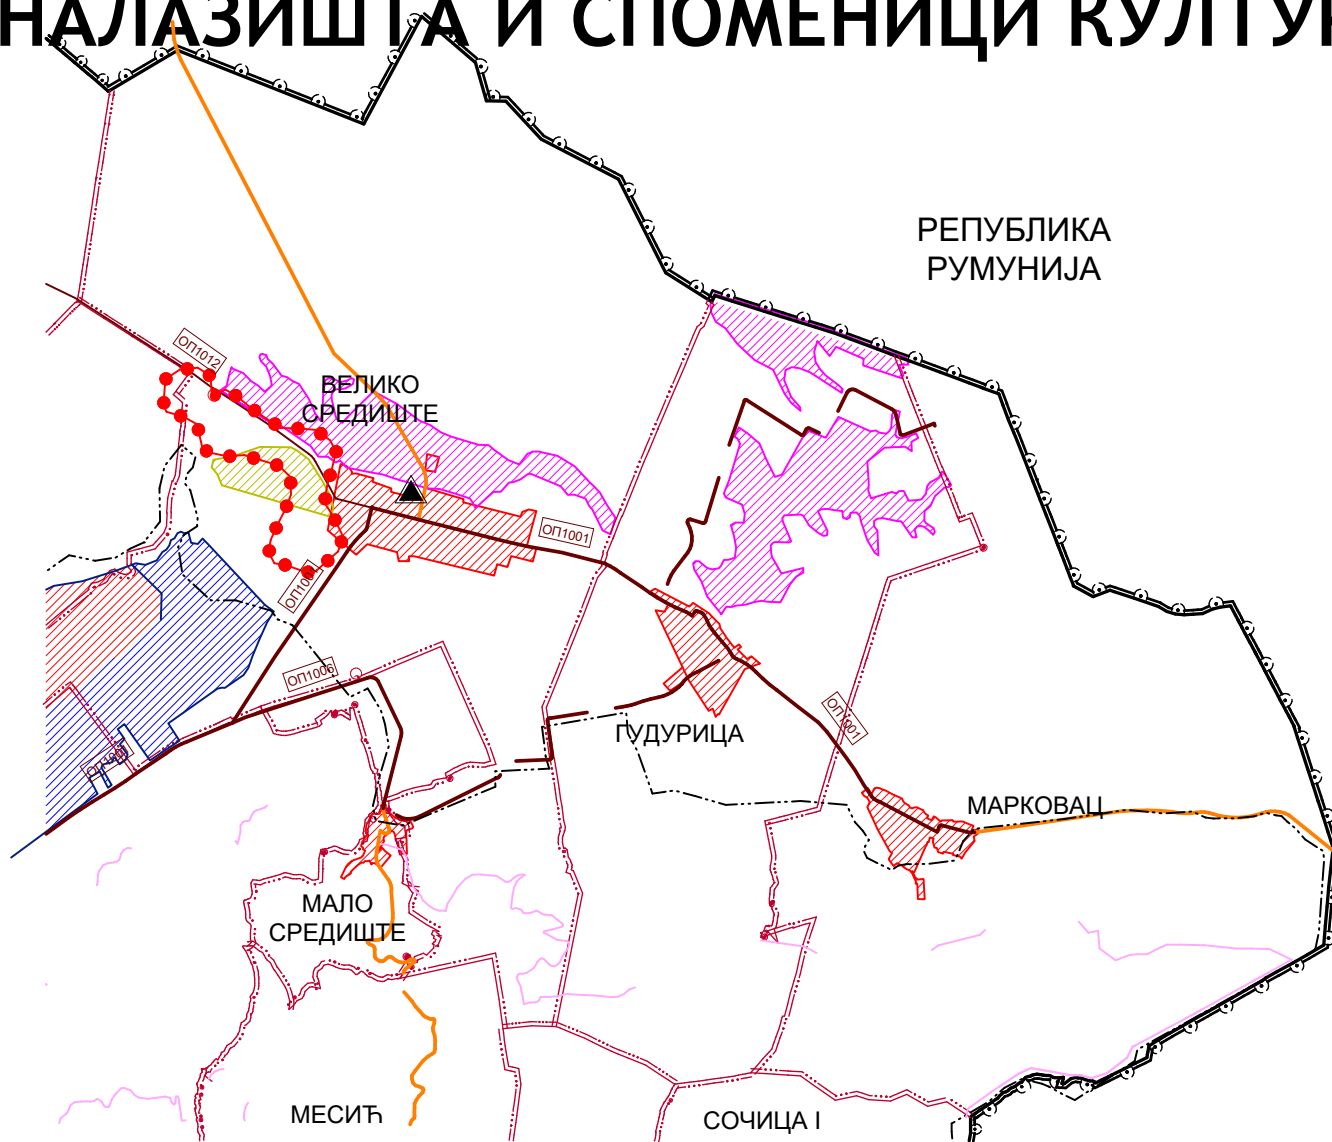 НАЛАЗИШТА И СПОМЕНИЦИ КУЛТУ
РЕПУБЛИКА
РУМУНИЈА
ОП1012
ВЕЛИКО
СРЕДИШТЕ
ОП1001
ОП1006
ГУДУРИЦА
ОП1001
МАРКОВАЦ
МАЛО
СРЕДИШТЕ
МЕСИЋ
СОЧИЦА I